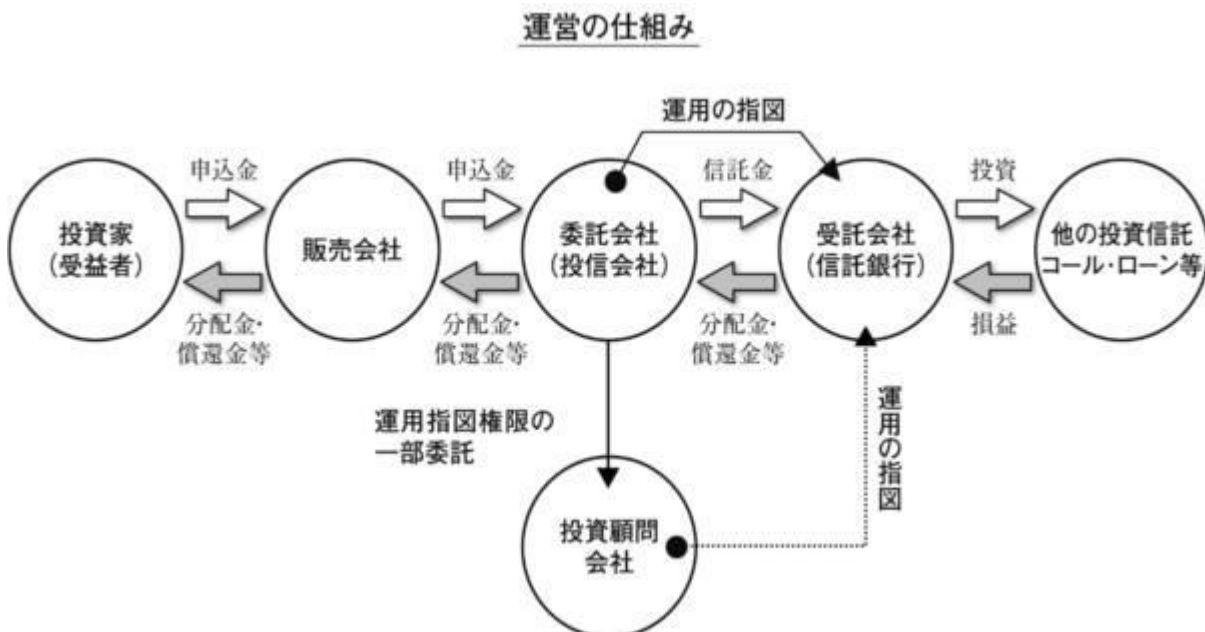 運営の仕組み
運用の指図
申込金
申込金
信託金
投資
投資家
(受益者)
販売会社
委託会社
(投信会社)
受託会社
(信託銀行)
他の投資信託
コール・ローン等
分配金・
償還金等
分配金・
償還金等
分配金・
償還金等
損益
運用指図権限の
一部委託
運用の指図
投資顧問
会社